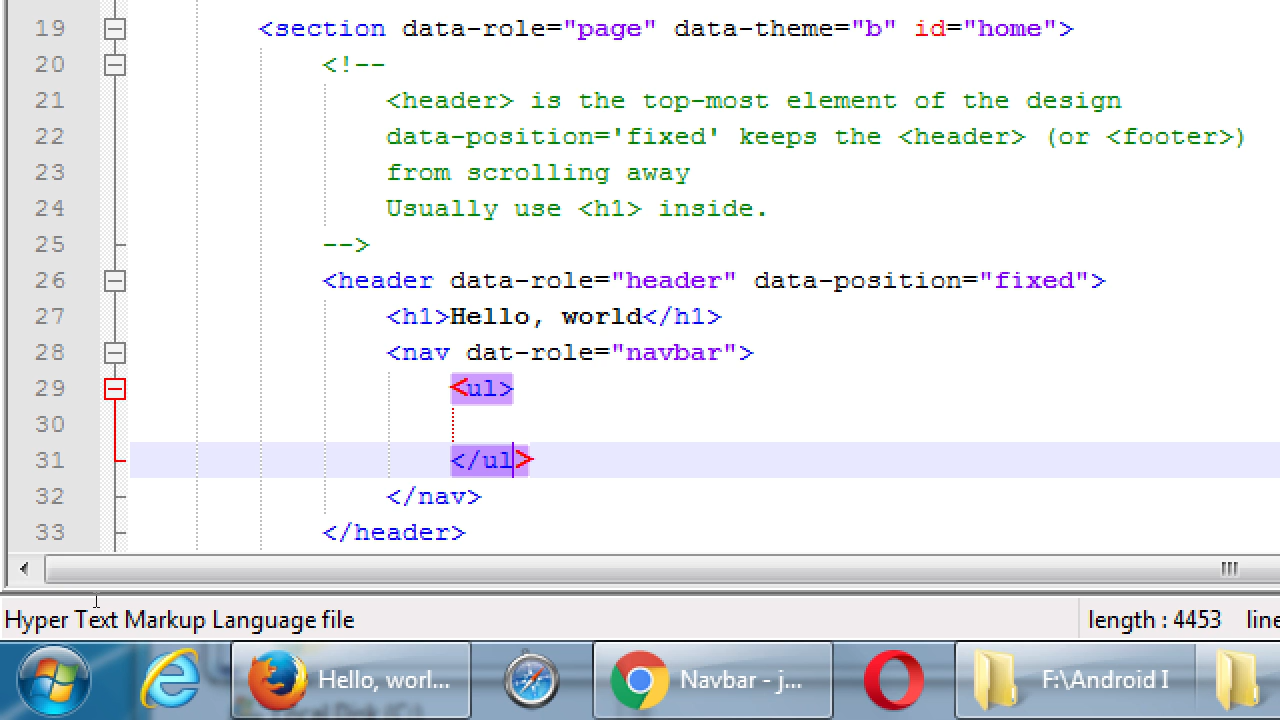 19 <section data-role="page" data-theme="b" id="home">
20 <!--
21 <header> is the top-most element of the design
22 data-position='fixed' keeps the <header> (or <footer>)
23 from scrolling away
24 Usually use <h1> inside.
25 -->
26 <header data-role="header" data-position="fixed">
27 <h1>Hello, world</h1>
28 <nav dat-role="navbar">
29 <ul>
30
31 </ul>
32 </nav>
33 </header>
Hyper Text Markup Language file length : 4453 line
Hello, worl... Navbar - j... F:\Android I